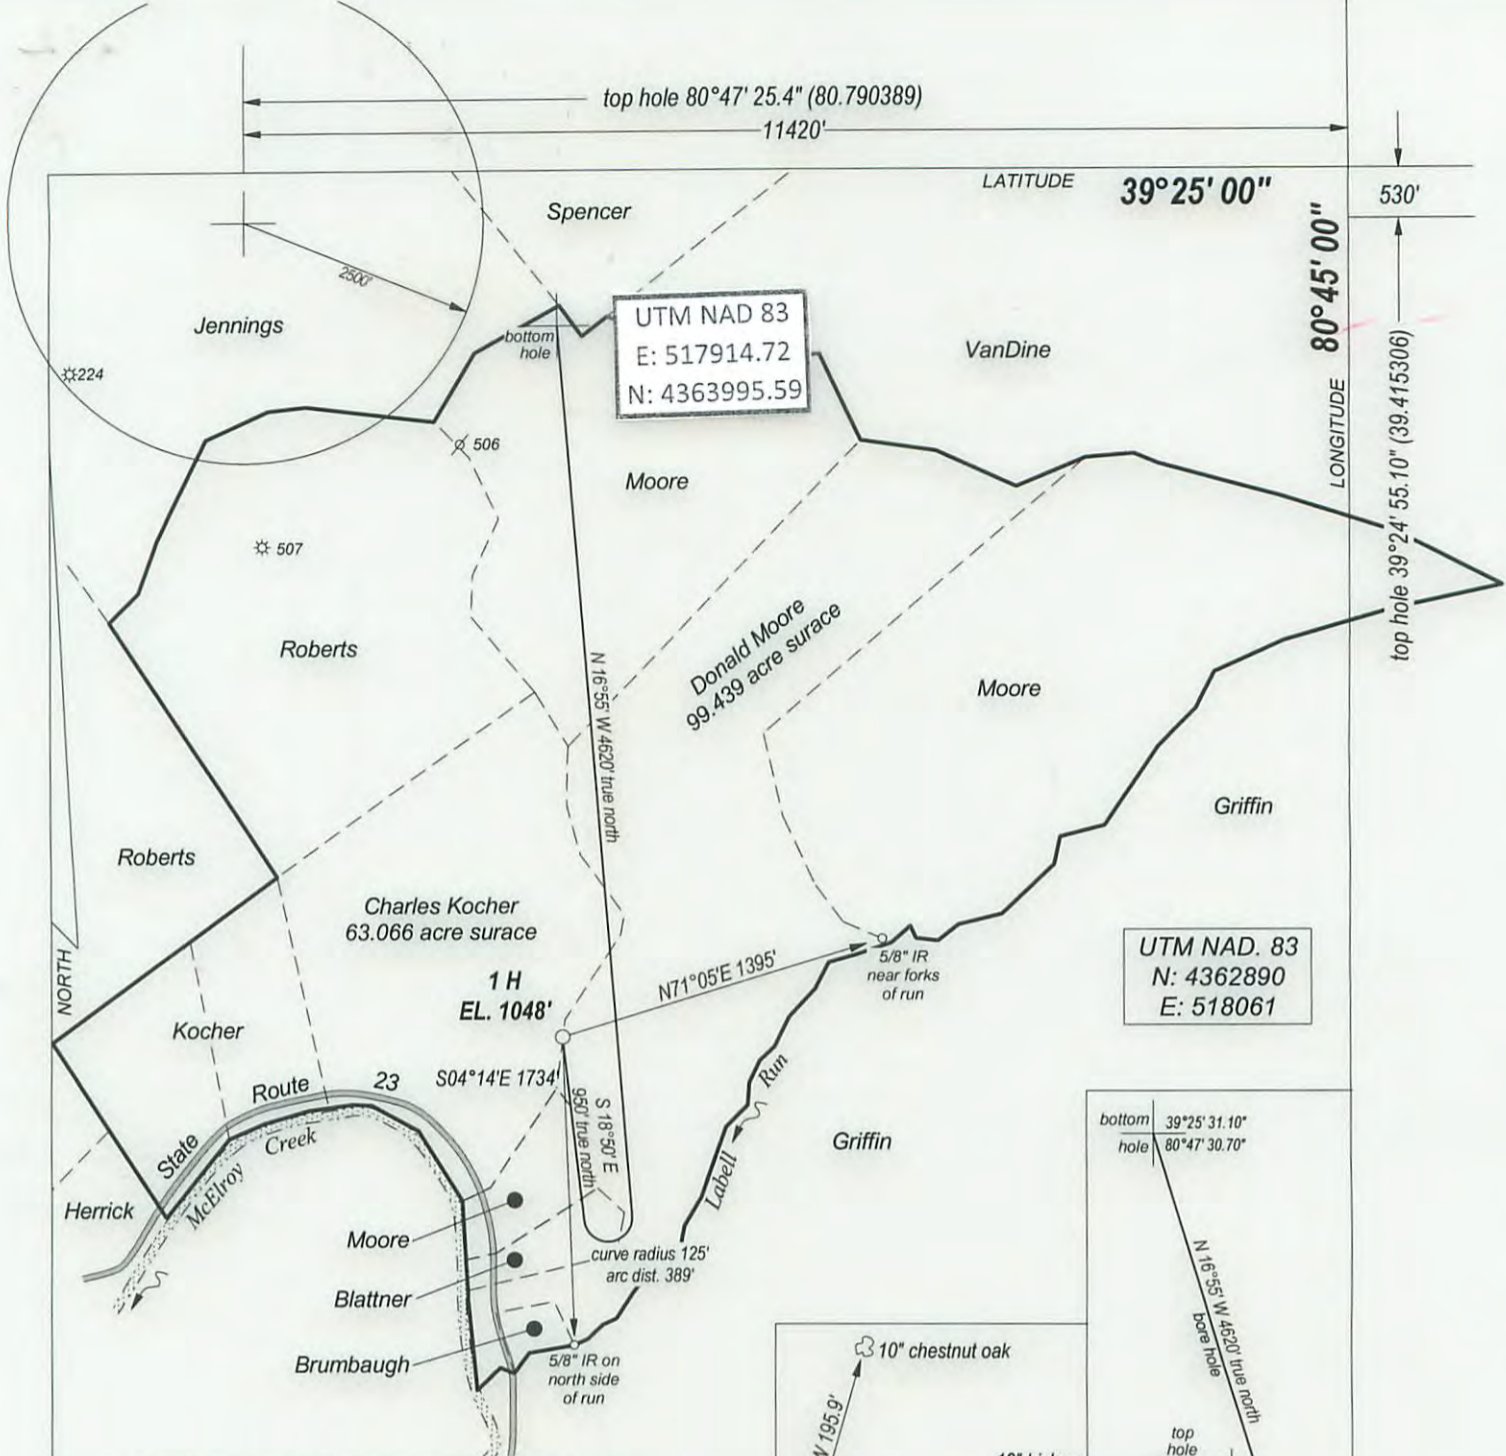 top hole 80°47' 25.4" (80.790389)
11420'
LATITUDE 39°25' 00"
530'
Spencer
80°45' 00"
LONGITUDE
top hole 39°24' 55.10" (39.415306)
2500'
Jennings
224
bottom
hole
UTM NAD 83
E: 517914.72
N: 4363995.59
VanDine
506
Moore
507
Roberts
N 16°55' W 4620' true north
Donald Moore
99.439 acre surace
Moore
Griffin
Roberts
Charles Kocher
63.066 acre surace
NORTH
1 H
EL. 1048'
N71°05'E 1395'
5/8" IR
near forks
of run
UTM NAD. 83
N: 4362890
E: 518061
Kocher
State Route 23
McElroy Creek
S04°14'E 1734'
S 18°50' E
950' true north
Labell Run
Griffin
Herrick
Moore
Blattner
Brumbaugh
curve radius 125'
arc dist. 389'
5/8" IR on
north side
of run
bottom
hole
39°25' 31.10"
80°47' 30.70"
N 16°55' W 4620' true north
bore hole
top
hole
10" chestnut oak
W 195.9'